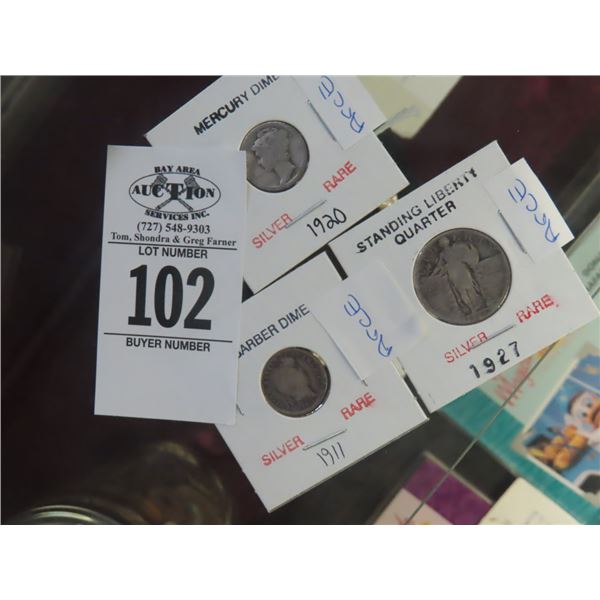 BAY AREA
AUCTION
SERVICES INC.
(727) 548-9303
Tom, Shondra & Greg Farner
LOT NUMBER
102
BUYER NUMBER
MERCURY DIME
SILVER
RARE
1920
STANDING LIBERTY
QUARTER
SILVER
RARE
1927
BARBER DIME
SILVER
RARE
1911